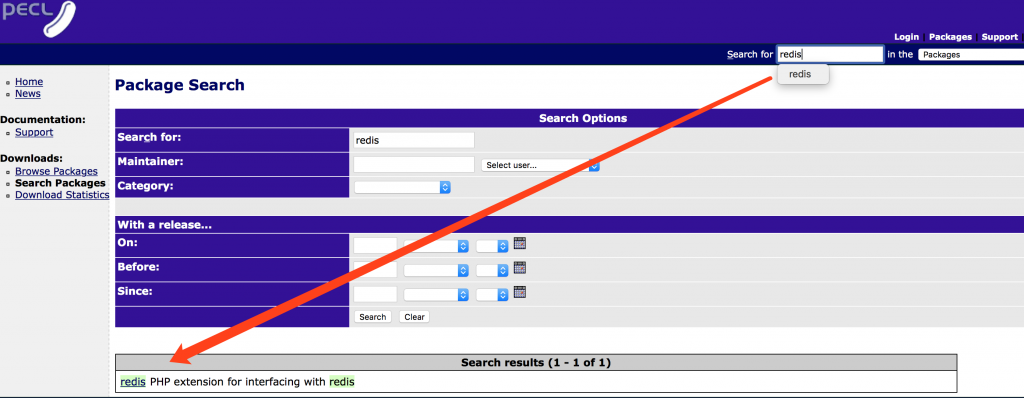 PECL
Login Packages Support
Search for redis in the Packages
redis
Home
News
Documentation:
Support
Downloads:
Browse Packages
Search Packages
Download Statistics
Package Search
Search Options
Search for: redis
Maintainer: Select user...
Category:
With a release...
On:
Before:
Since:
Search Clear
Search results (1 - 1 of 1)
redis PHP extension for interfacing with redis